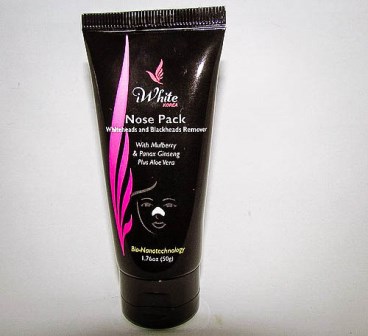 iWhite
KOREA
Nose Pack
Whiteheads and Blackheads Remover
With Mulberry
& Panax Ginseng
Plus Aloe Vera
Bio-Nanotechnology
1.76oz (50g)